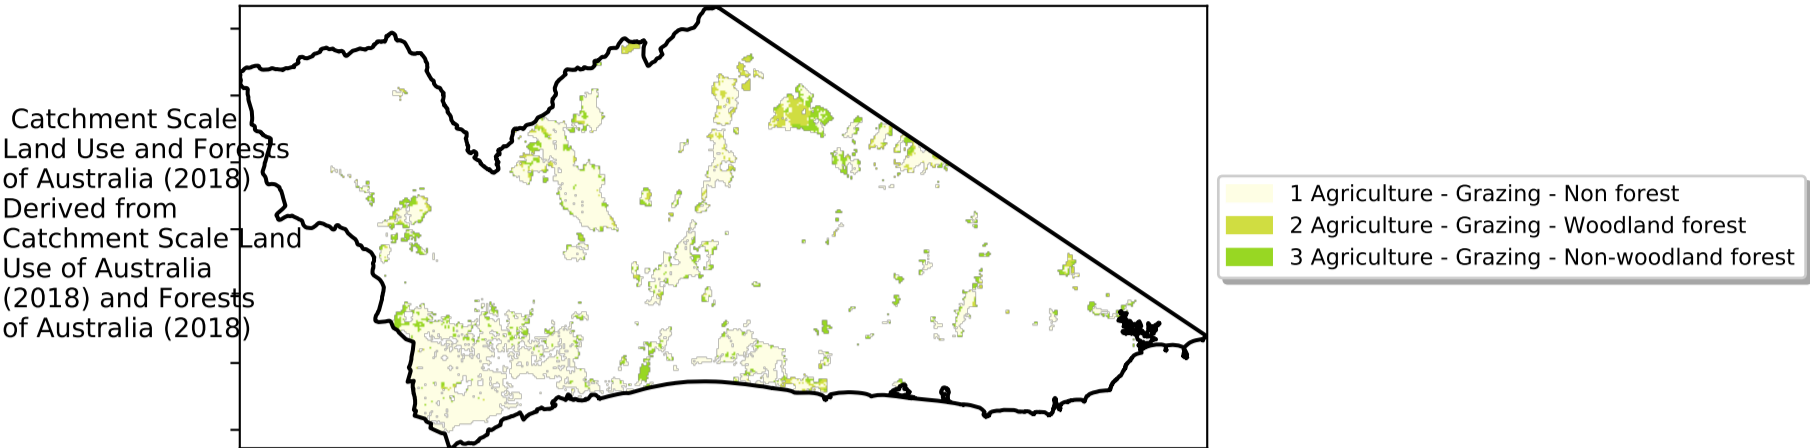 Catchment Scale
Land Use and Forests
of Australia (2018)
Derived from
Catchment Scale Land
Use of Australia
(2018) and Forests
of Australia (2018)
1 Agriculture - Grazing - Non forest
2 Agriculture - Grazing - Woodland forest
3 Agriculture - Grazing - Non-woodland forest